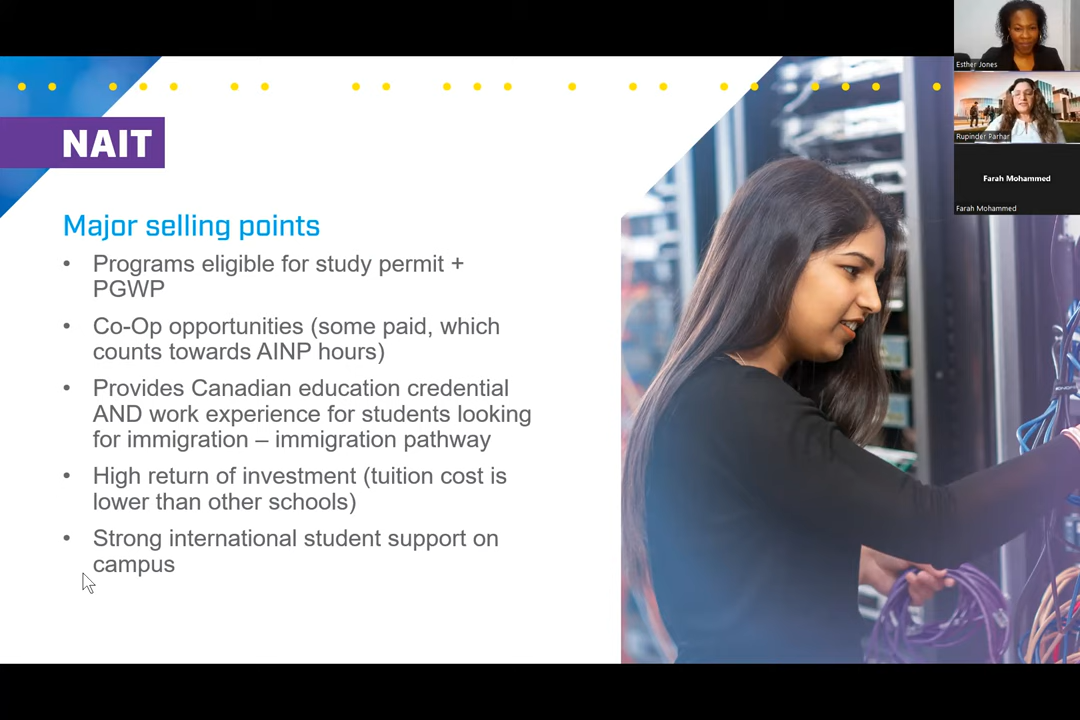 NAIT
Major selling points
• Programs eligible for study permit +
PGWP
• Co-Op opportunities (some paid, which
counts towards AINP hours)
• Provides Canadian education credential
AND work experience for students looking
for immigration – immigration pathway
• High return of investment (tuition cost is
lower than other schools)
• Strong international student support on
campus
Esther Jones
Rupinder Parhar
Farah Mohammed
Farah Mohammed